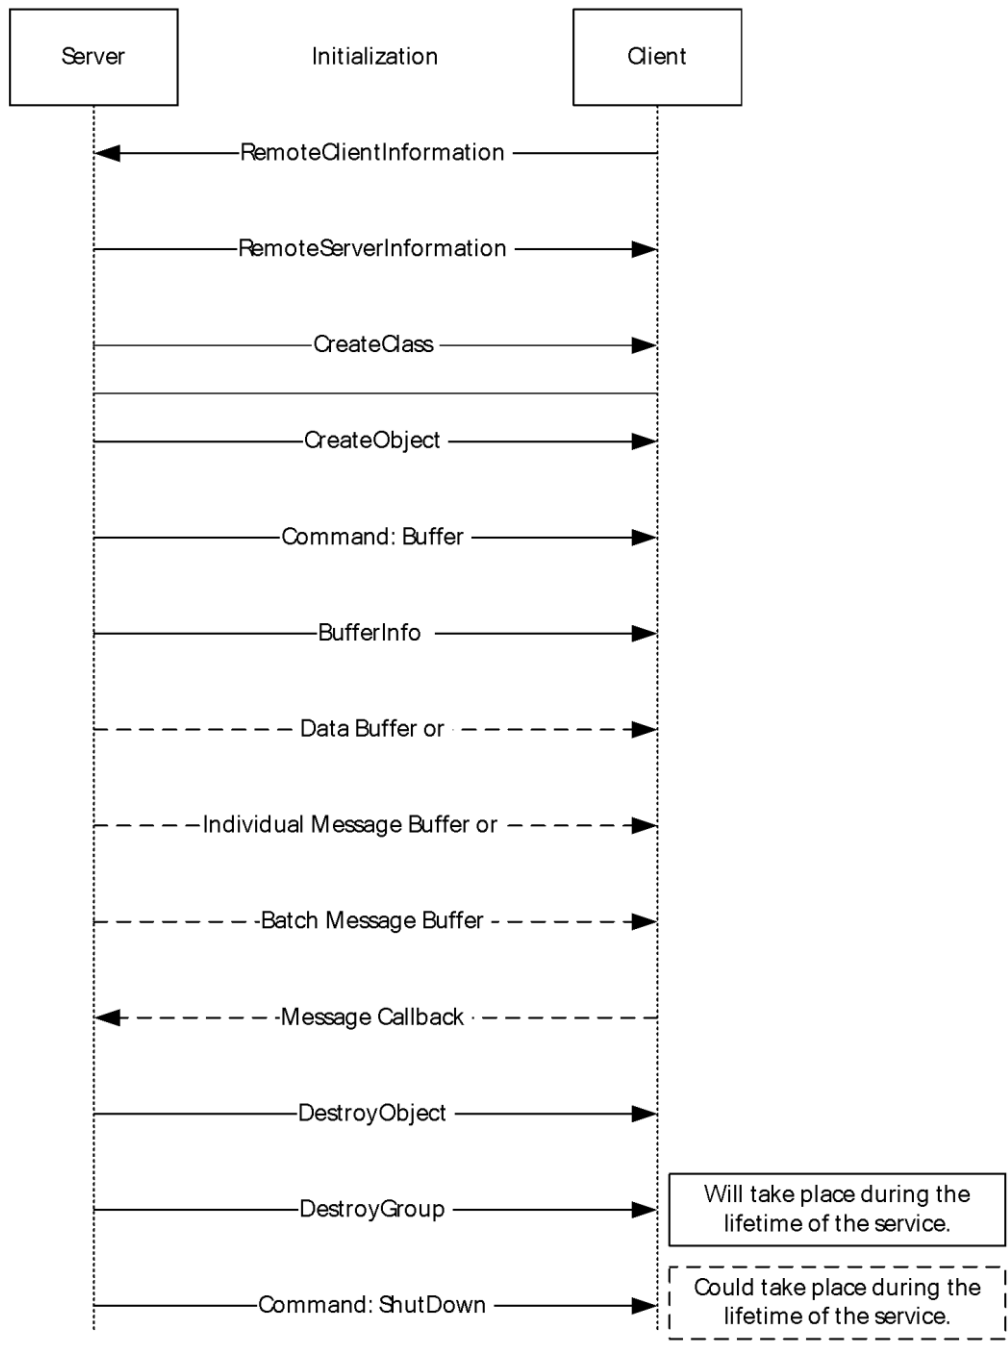 Server
Initialization
Client
RemoteClientInformation
RemoteServerInformation
CreateClass
CreateObject
Command: Buffer
BufferInfo
Data Buffer or
Individual Message Buffer or
Batch Message Buffer
Message Callback
DestroyObject
DestroyGroup
Will take place during the
lifetime of the service.
Command: ShutDown
Could take place during the
lifetime of the service.